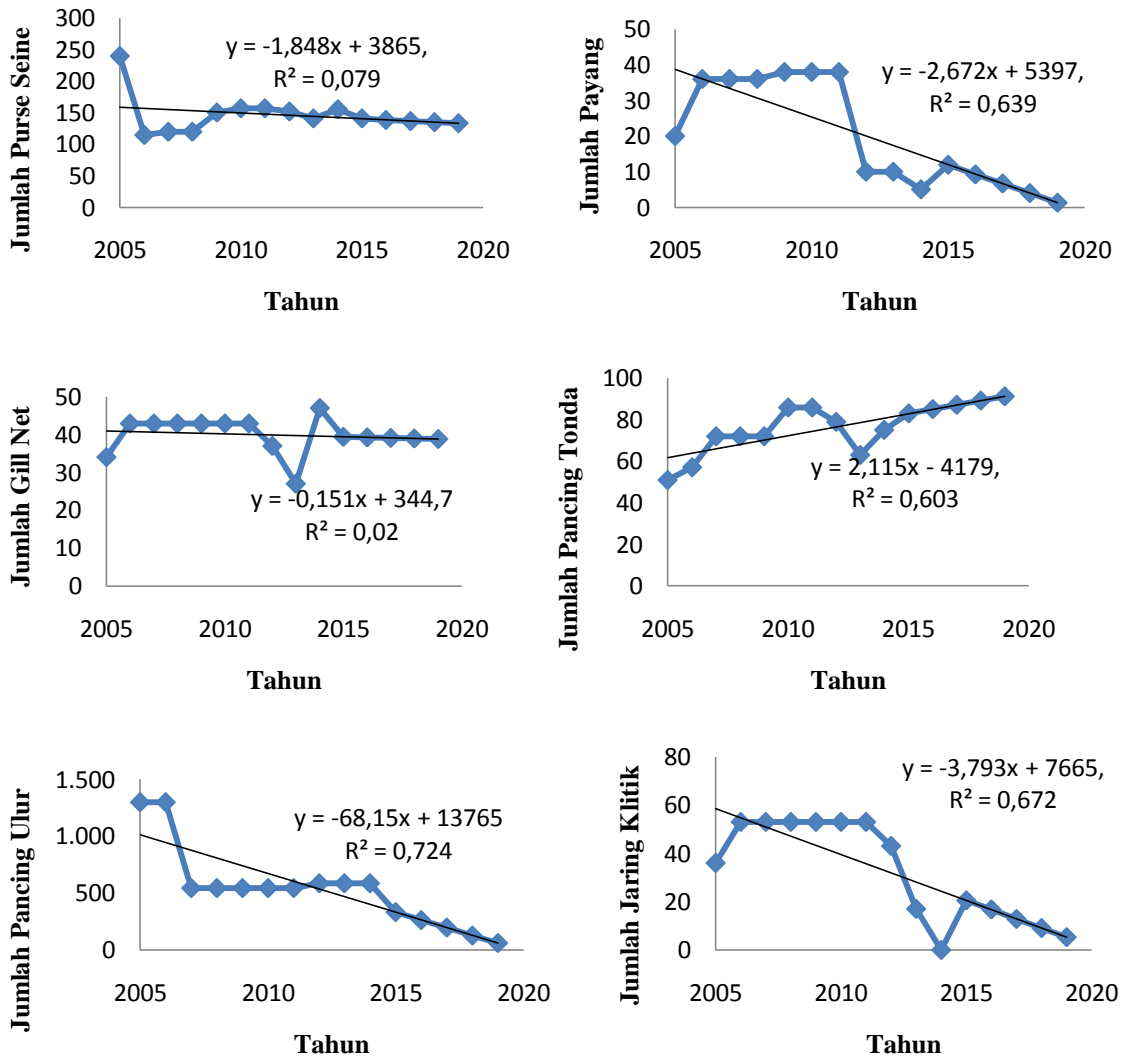 Jumlah Purse Seine
300
250
200
150
100
50
0
y = -1,848x + 3865,
R² = 0,079
2005 2010 2015 2020
Tahun
Jumlah Payang
50
40
30
20
10
0
y = -2,672x + 5397,
R² = 0,639
2005 2010 2015 2020
Tahun
Jumlah Gill Net
50
40
30
20
10
0
y = -0,151x + 344,7
R² = 0,02
2005 2010 2015 2020
Tahun
Jumlah Pancing Tonda
100
80
60
40
20
0
y = 2,115x - 4179,
R² = 0,603
2005 2010 2015 2020
Tahun
Jumlah Pancing Ulur
1.500
1.000
500
0
y = -68,15x + 13765
R² = 0,724
2005 2010 2015 2020
Tahun
Jumlah Jaring Klitik
80
60
40
20
0
y = -3,793x + 7665,
R² = 0,672
2005 2010 2015 2020
Tahun